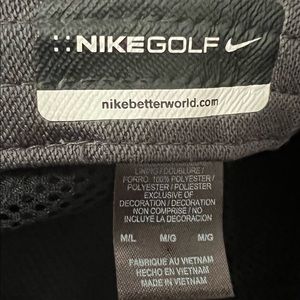 NIKEGOLF
nikebetterworld.com
LINING / DOUBLURE /
FORRO: 100% POLYESTER /
POLYESTER / POLIESTER
EXCLUSIVE OF
DECORATION / DECORATION
NON COMPRISE / NO
INCLUYE LA DECORACION
M/L M/G M/G
FABRIQUÉ AU VIETNAM
HECHO EN VIETNAM
MADE IN VIETNAM